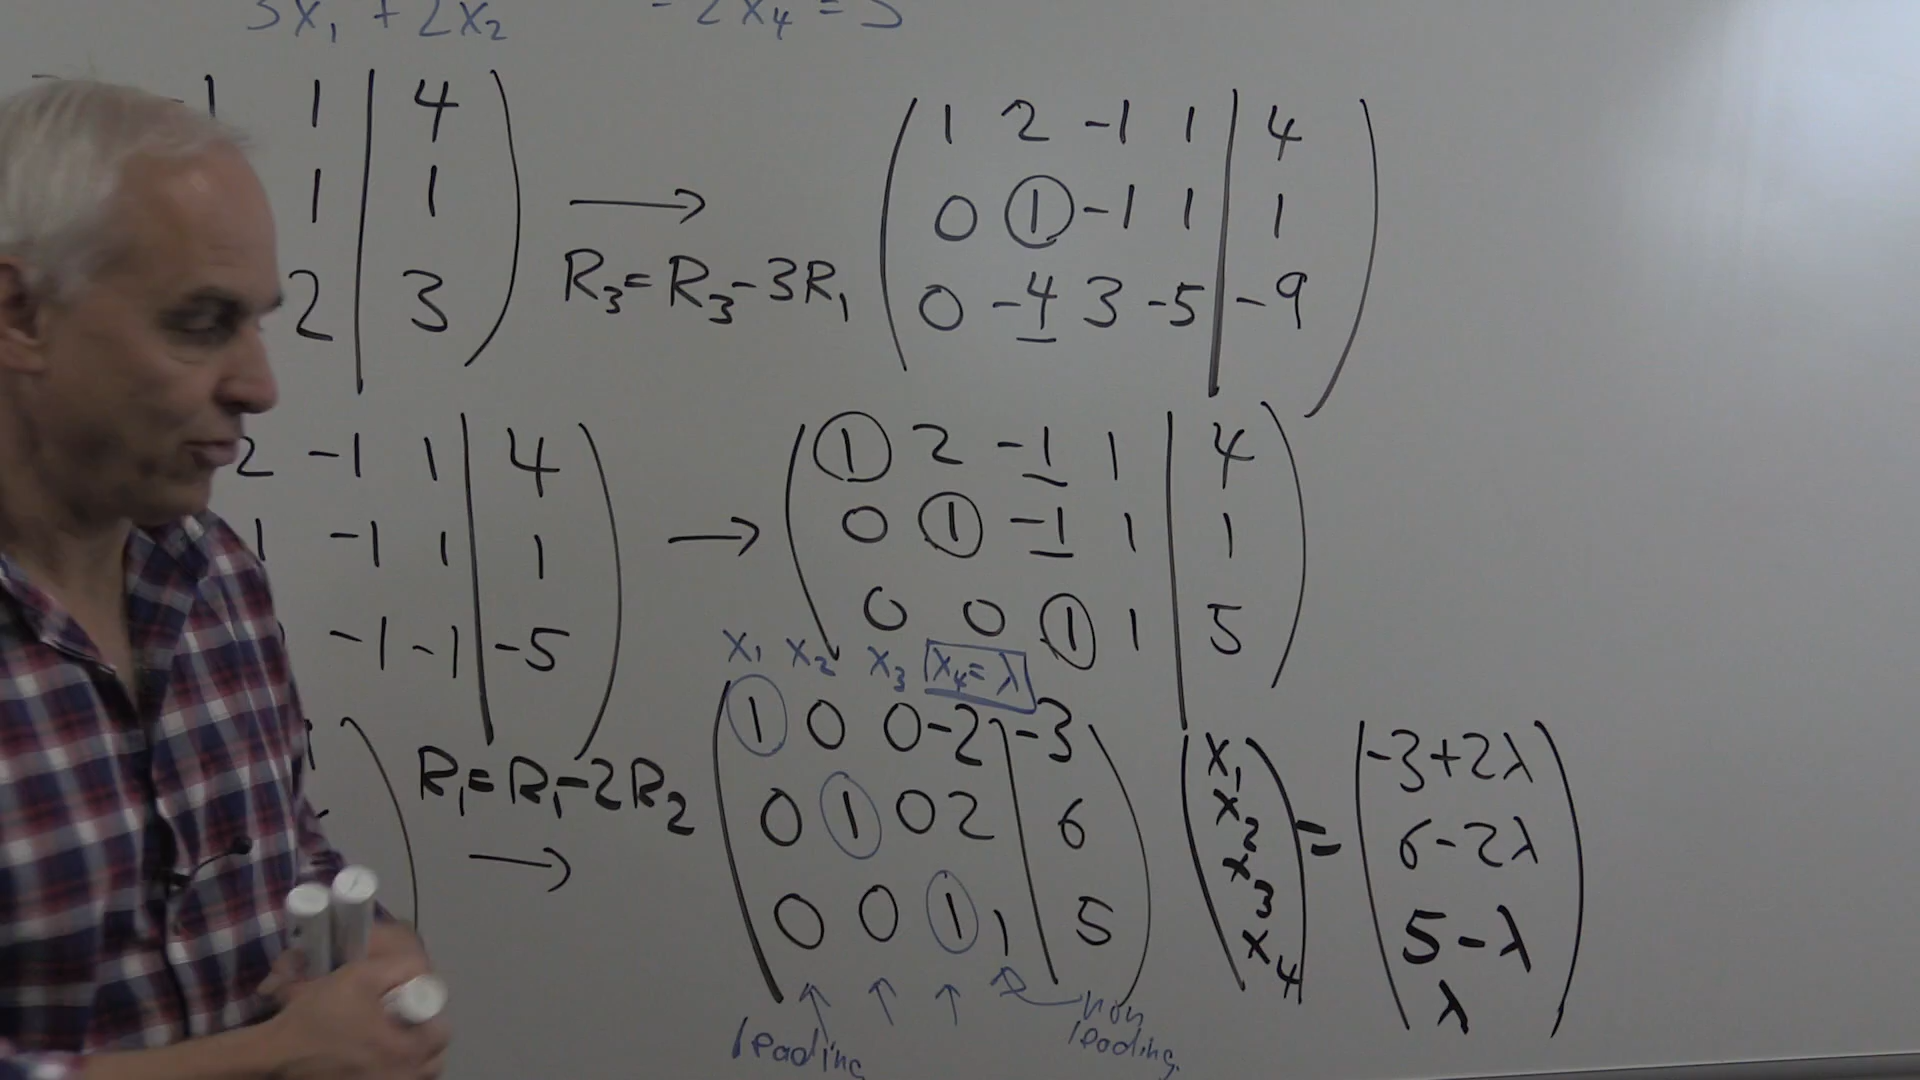 3x₁ + 2x₂ - 2x₄ = 3
-1 1 | 4
1 | 1
2 | 3
→
R₃ = R₃ - 3R₁
1 2 -1 1 | 4
0 1 -1 1 | 1
0 -4 3 -5 | -9
2 -1 1 | 4
1 -1 1 | 1
-1 -1 | -5
→
1 2 -1 1 | 4
0 1 -1 1 | 1
0 0 1 1 | 5
R₁ = R₁ - 2R₂
→
x₁ x₂ x₃ x₄ = λ
1 0 0 -2 | -3
0 1 0 2 | 6
0 0 1 1 | 5
↑ ↑ ↑
leading
non
leading
x₁
x₂
x₃
x₄
=
-3+2λ
6-2λ
5-λ
λ